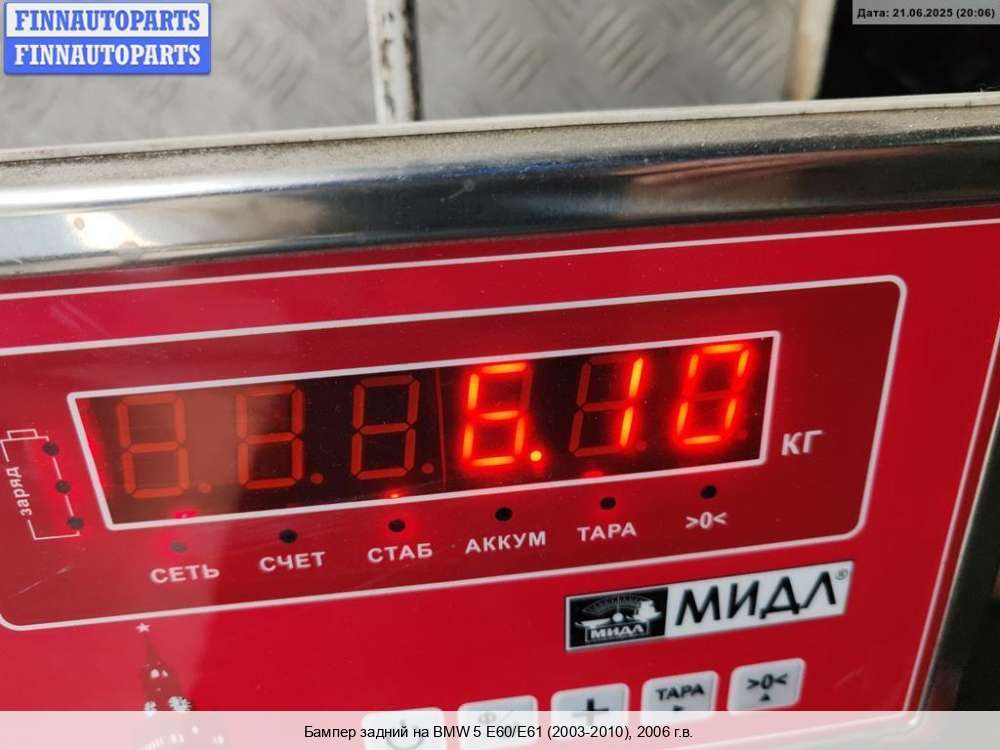 FINNAUTOPARTS
FINNAUTOPARTS
Дата: 21.06.2025 (20:06)
6.10
КГ
заряд
СЕТЬ
СЧЕТ
СТАБ
АККУМ
ТАРА
>0<
МИДЛ
МИДЛ®
+
ТАРА
>0<
Бампер задний на BMW 5 E60/E61 (2003-2010), 2006 г.в.